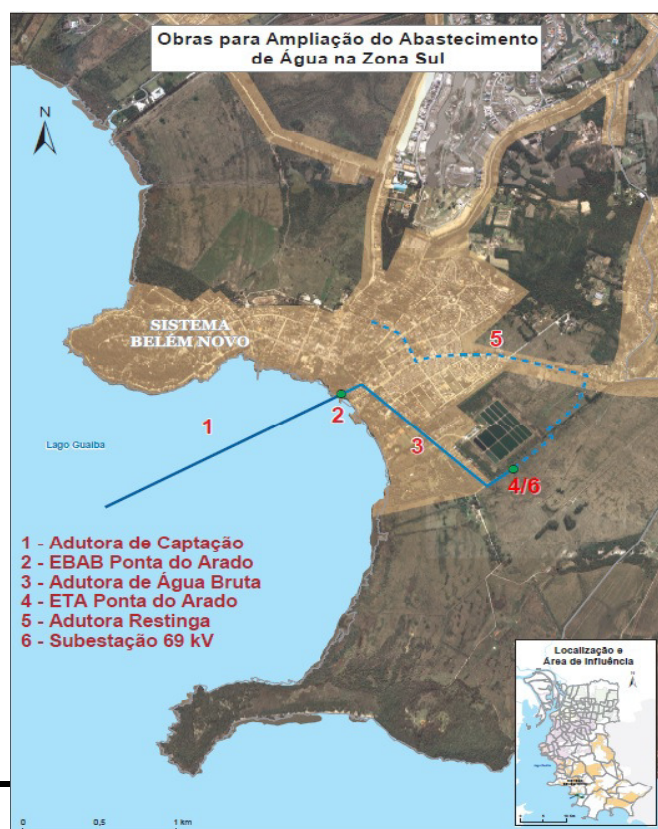 Obras para Ampliação do Abastecimento
de Água na Zona Sul
N
SISTEMA
BELÉM NOVO
5
1
2
3
Lago Guaíba
4/6
1 - Adutora de Captação
2 - EBAB Ponta do Arado
3 - Adutora de Água Bruta
4 - ETA Ponta do Arado
5 - Adutora Restinga
6 - Subestação 69 kV
Localização e
Área de Influência
Lago Guaíba
0 0,5 1 km